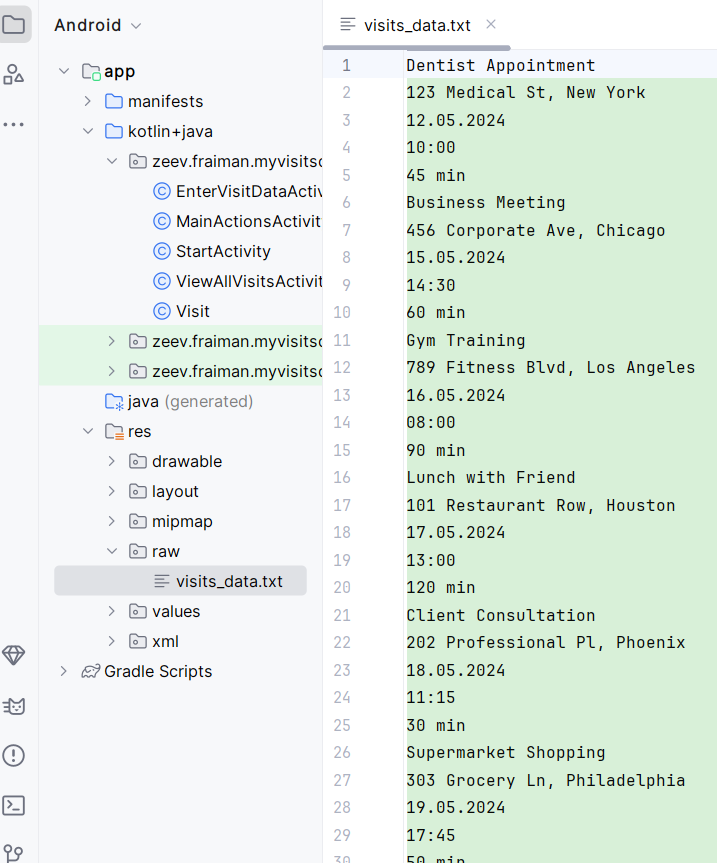 Android
app
manifests
kotlin+java
zeev.fraiman.myvisitsc
EnterVisitDataActiv
MainActionsActivit
StartActivity
ViewAllVisitsActivit
Visit
zeev.fraiman.myvisitsc
zeev.fraiman.myvisitsc
java (generated)
res
drawable
layout
mipmap
raw
visits_data.txt
values
xml
Gradle Scripts
visits_data.txt
1 Dentist Appointment
2 123 Medical St, New York
3 12.05.2024
4 10:00
5 45 min
6 Business Meeting
7 456 Corporate Ave, Chicago
8 15.05.2024
9 14:30
10 60 min
11 Gym Training
12 789 Fitness Blvd, Los Angeles
13 16.05.2024
14 08:00
15 90 min
16 Lunch with Friend
17 101 Restaurant Row, Houston
18 17.05.2024
19 13:00
20 120 min
21 Client Consultation
22 202 Professional Pl, Phoenix
23 18.05.2024
24 11:15
25 30 min
26 Supermarket Shopping
27 303 Grocery Ln, Philadelphia
28 19.05.2024
29 17:45
30 50 min